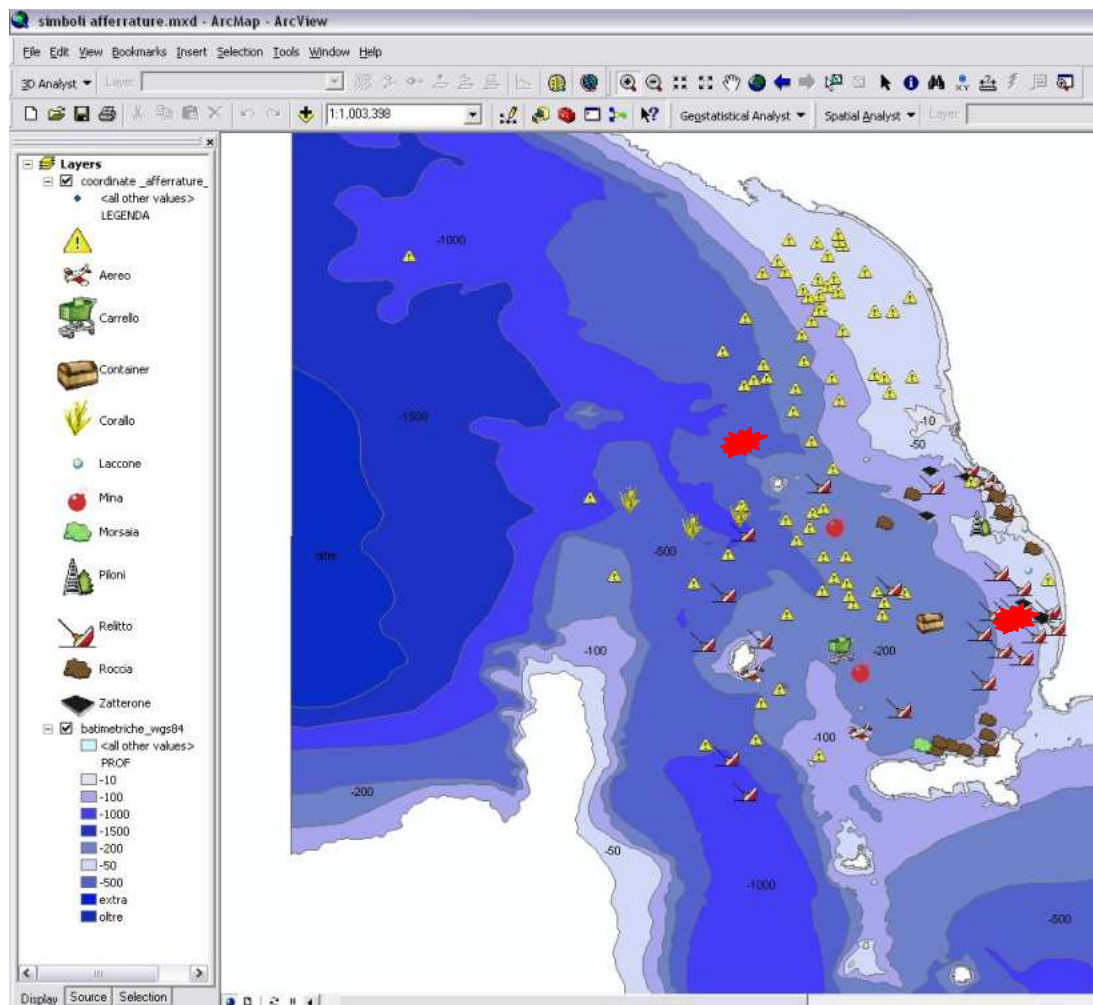 simboli afferrature.mxd - ArcMap - ArcView
File Edit View Bookmarks Insert Selection Tools Window Help
3D Analyst Layer:
1:1,003,398 Geostatistical Analyst Spatial Analyst Layer:
Layers
coordinate _afferrature_
<all other values>
LEGENDA
Aereo
Carrello
Container
Corallo
Laccone
Mina
Morsaia
Piloni
Relitto
Roccia
Zatterone
batimetriche_wgs84
<all other values>
PROF
-10
-100
-1000
-1500
-200
-50
-500
extra
oltre
Display Source Selection
-1000
-1500
-10
-50
oltre
-500
-100
-200
-100
-200
-50
-1000
-500